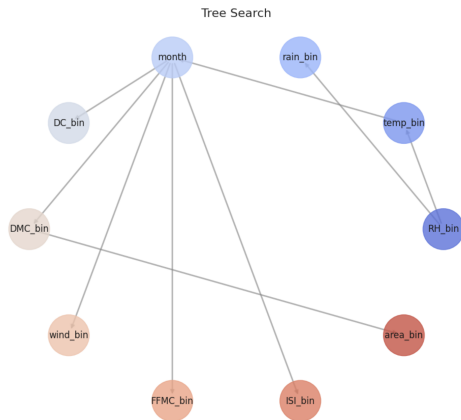 Tree Search
month
rain_bin
DC_bin
temp_bin
DMC_bin
RH_bin
wind_bin
area_bin
FFMC_bin
ISI_bin